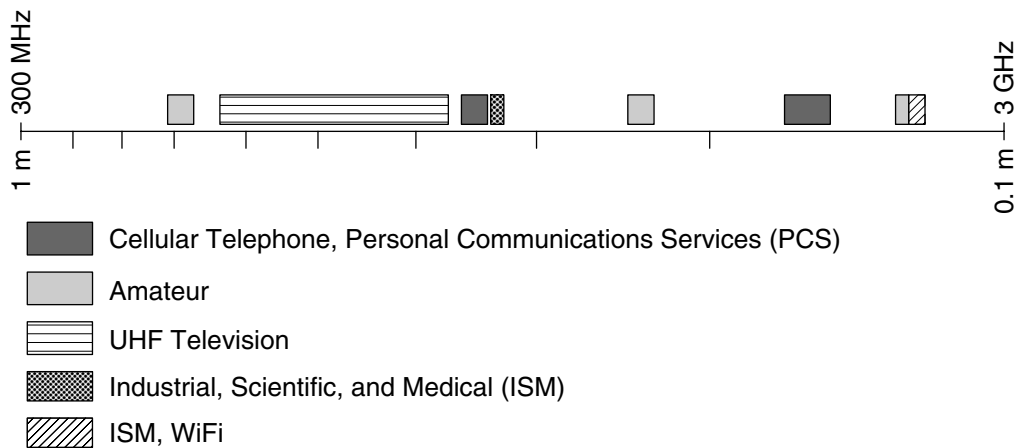 300 MHz
1 m
3 GHz
0.1 m
Cellular Telephone, Personal Communications Services (PCS)
Amateur
UHF Television
Industrial, Scientific, and Medical (ISM)
ISM, WiFi